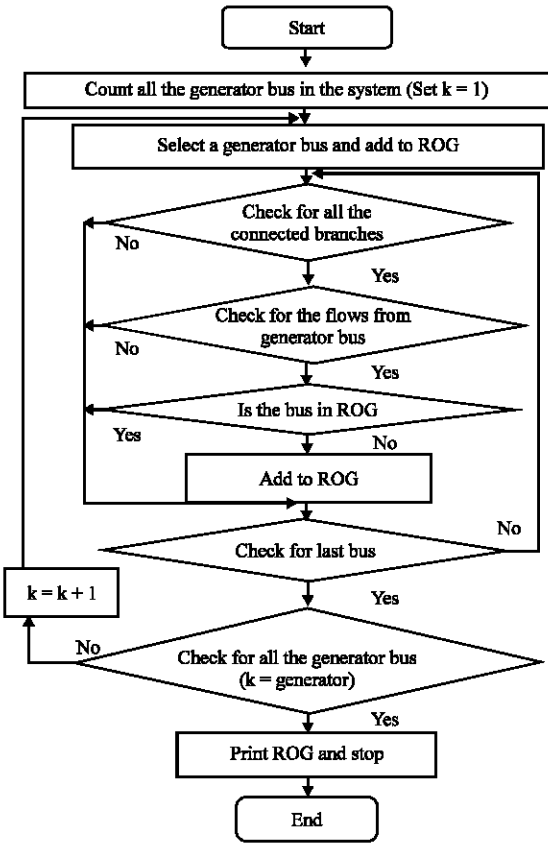 Start
Count all the generator bus in the system (Set k = 1)
Select a generator bus and add to ROG
Check for all the
connected branches
No
Yes
Check for the flows from
generator bus
No
Yes
Is the bus in ROG
Yes
No
Add to ROG
Check for last bus
No
Yes
k = k + 1
No
Check for all the generator bus
(k = generator)
Yes
Print ROG and stop
End